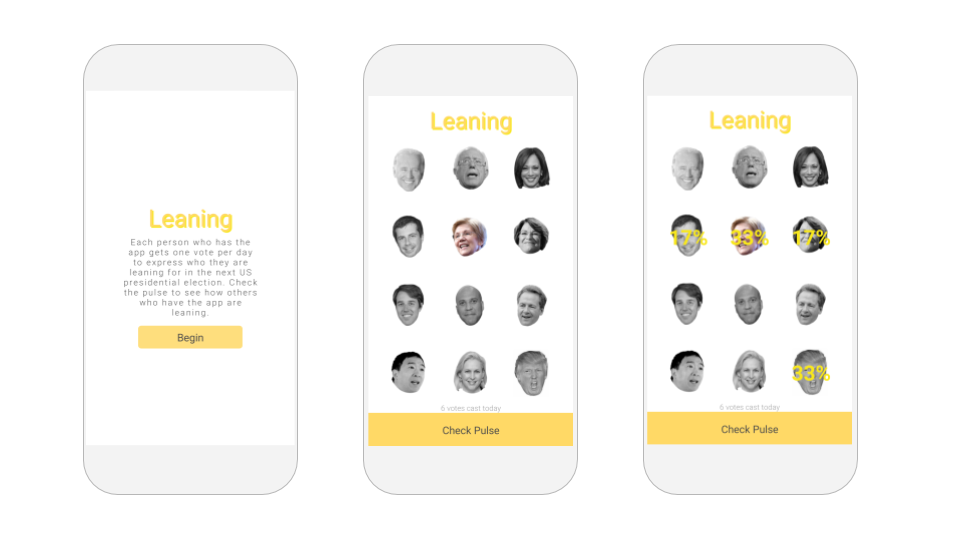 Leaning
Each person who has the
app gets one vote per day
to express who they are
leaning for in the next US
presidential election. Check
the pulse to see how others
who have the app are
leaning.
Begin
Leaning
6 votes cast today
Check Pulse
Leaning
17% 33% 17%
33%
6 votes cast today
Check Pulse